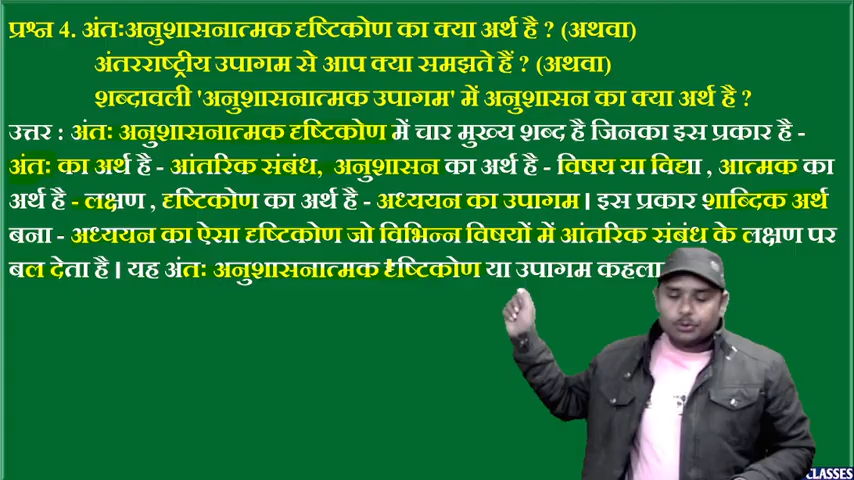 प्रश्न 4. अंतःअनुशासनात्मक दृष्टिकोण का क्या अर्थ है ? (अथवा)
अंतरराष्ट्रीय उपागम से आप क्या समझते हैं ? (अथवा)
शब्दावली 'अनुशासनात्मक उपागम' में अनुशासन का क्या अर्थ है ?
उत्तर : अंतः अनुशासनात्मक दृष्टिकोण में चार मुख्य शब्द है जिनका इस प्रकार है -
अंतः का अर्थ है - आंतरिक संबंध, अनुशासन का अर्थ है - विषय या विद्या , आत्मक का
अर्थ है - लक्षण , दृष्टिकोण का अर्थ है - अध्ययन का उपागम | इस प्रकार शाब्दिक अर्थ
बना - अध्ययन का ऐसा दृष्टिकोण जो विभिन्न विषयों में आंतरिक संबंध के लक्षण पर
बल देता है | यह अंतः अनुशासनात्मक दृष्टिकोण या उपागम कहला
CLASSES